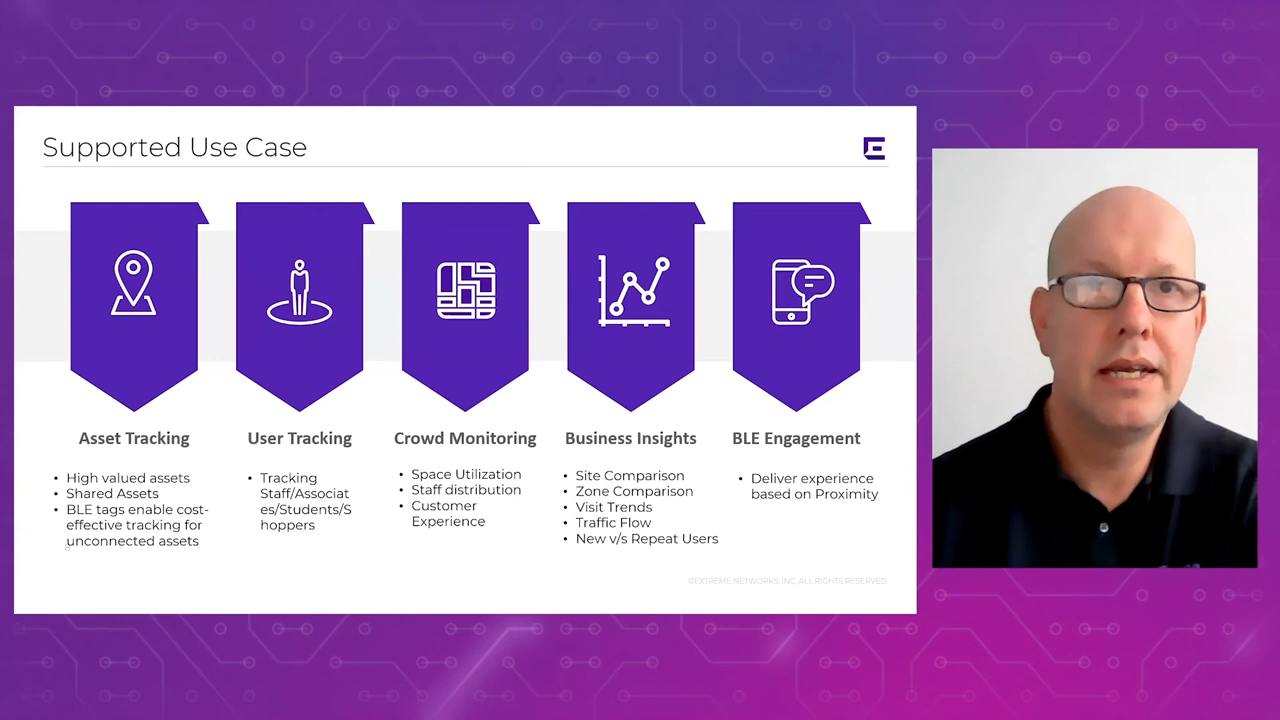 Supported Use Case
Asset Tracking
• High valued assets
• Shared Assets
• BLE tags enable cost-
effective tracking for
unconnected assets
User Tracking
• Tracking
Staff/Associat
es/Students/S
hoppers
Crowd Monitoring
• Space Utilization
• Staff distribution
• Customer
Experience
Business Insights
• Site Comparison
• Zone Comparison
• Visit Trends
• Traffic Flow
• New v/s Repeat Users
BLE Engagement
• Deliver experience
based on Proximity
©EXTREME NETWORKS, INC. ALL RIGHTS RESERVED.